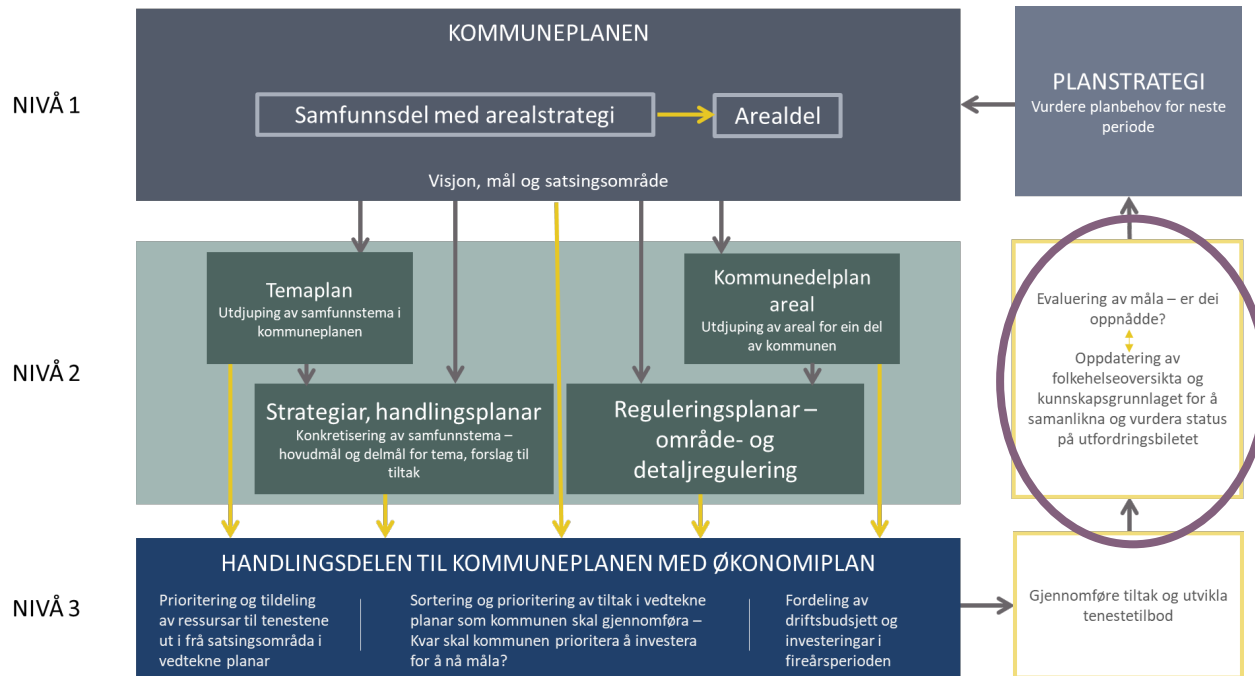 KOMMUNEPLANEN
NIVÅ 1
Samfunnsdel med arealstrategi
Arealdel
Visjon, mål og satsingsområde
PLANSTRATEGI
Vurdere planbehov for neste
periode
NIVÅ 2
Temaplan
Utdjuping av samfunnstema i
kommuneplanen
Kommunedelplan
areal
Utdjuping av areal for ein del
av kommunen
Strategiar, handlingsplanar
Konkretisering av samfunnstema –
hovudmål og delmål for tema, forslag til
tiltak
Reguleringsplanar –
område- og
detaljregulering
Evaluering av måla – er dei
oppnådde?
Oppdatering av
folkehelseoversikta og
kunnskapsgrunnlaget for å
samanlikna og vurdera status
på utfordringsbiletet
NIVÅ 3
HANDLINGSDELEN TIL KOMMUNEPLANEN MED ØKONOMIPLAN
Prioritering og tildeling
av ressursar til tenestene
ut i frå satsingsområda i
vedtekne planar
Sortering og prioritering av tiltak i vedtekne
planar som kommunen skal gjennomføra –
Kvar skal kommunen prioritera å investera
for å nå måla?
Fordeling av
driftsbudsjett og
investeringar i
fireårsperioden
Gjennomføre tiltak og utvikla
tenestetilbod